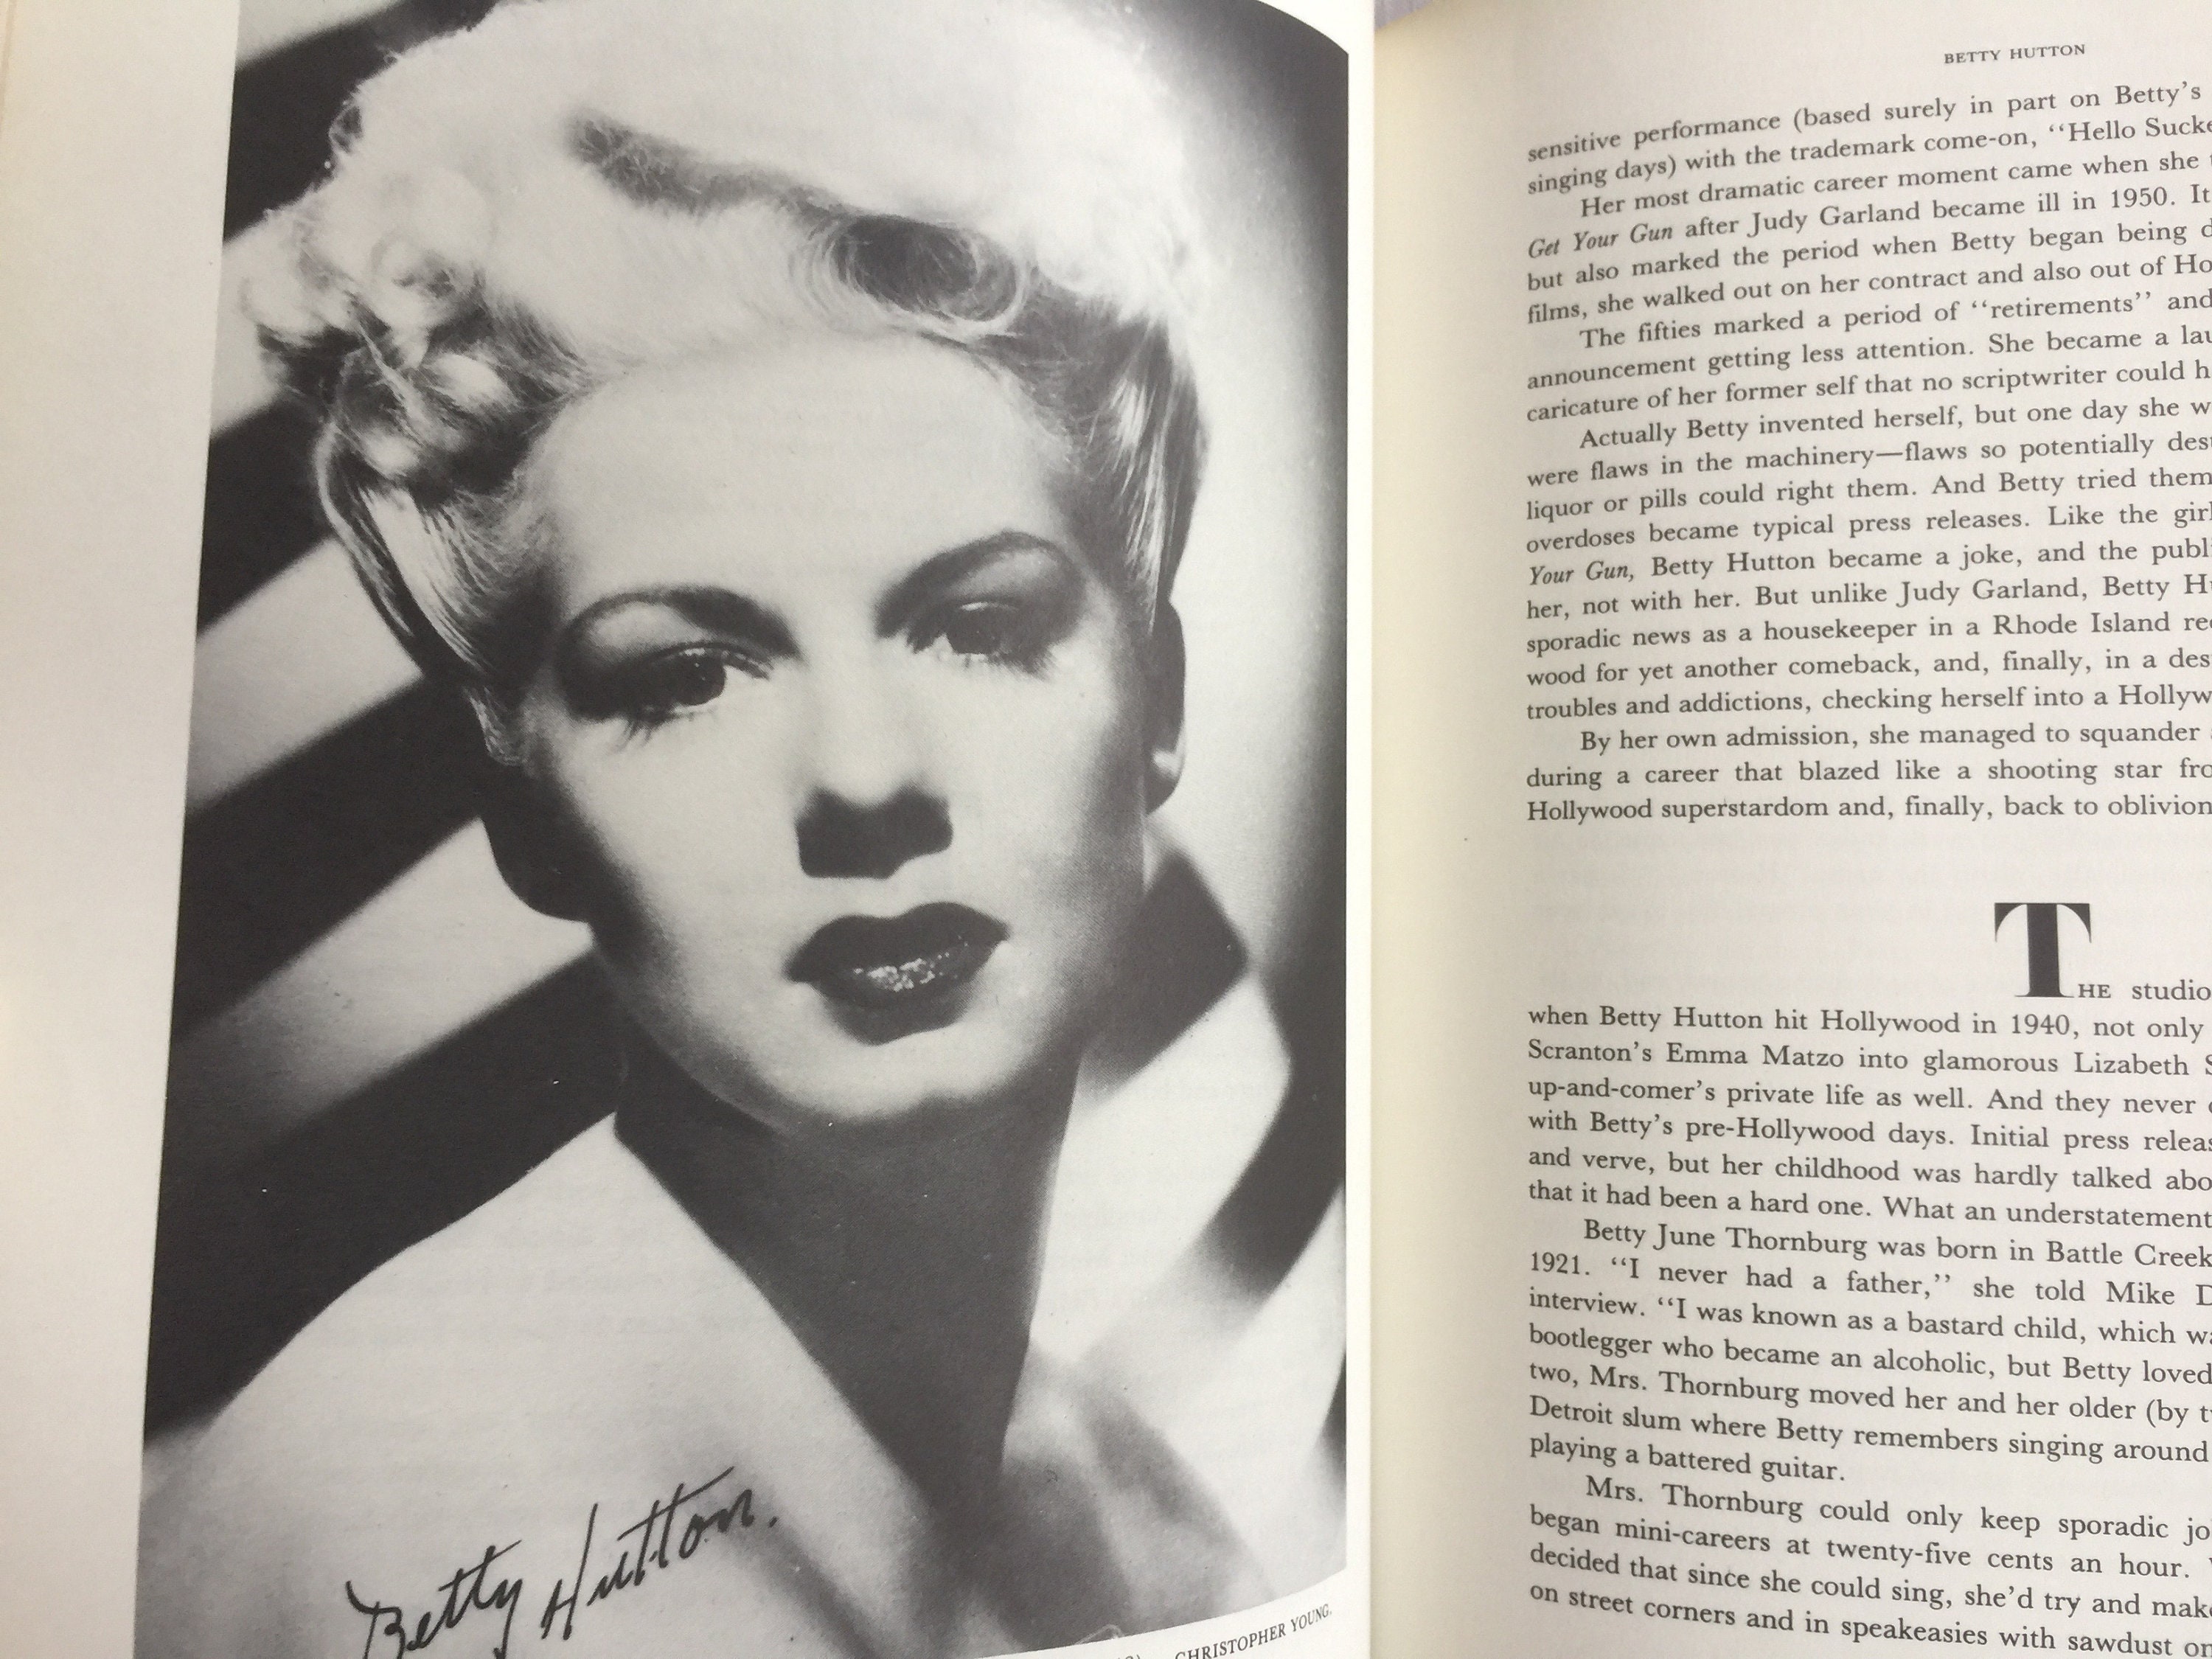 Betty Hutton.
CHRISTOPHER YOUNG.
BETTY HUTTON
sensitive performance (based surely in part on Betty's
singing days) with the trademark come-on, ‘‘Hello
Her most dramatic career moment came when she
Get Your Gun after Judy Garland became ill in 1950. It
but also marked the period when Betty began being
films, she walked out on her contract and also out of
The fifties marked a period of ‘‘retirements’’ and
announcement getting less attention. She became a
caricature of her former self that no scriptwriter could
Actually Betty invented herself, but one day she
were flaws in the machinery—flaws so potentially
liquor or pills could right them. And Betty tried them
overdoses became typical press releases. Like the
Your Gun, Betty Hutton became a joke, and the
her, not with her. But unlike Judy Garland, Betty
sporadic news as a housekeeper in a Rhode Island
wood for yet another comeback, and, finally, in a
troubles and addictions, checking herself into a
By her own admission, she managed to squander
during a career that blazed like a shooting star
Hollywood superstardom and, finally, back to oblivion
THE studio
when Betty Hutton hit Hollywood in 1940, not only
Scranton's Emma Matzo into glamorous Lizabeth
up-and-comer's private life as well. And they never
with Betty's pre-Hollywood days. Initial press
and verve, but her childhood was hardly talked
that it had been a hard one. What an understatement
Betty June Thornburg was born in Battle Creek
1921. ‘‘I never had a father,’’ she told Mike
interview. ‘‘I was known as a bastard child, which
bootlegger who became an alcoholic, but Betty loved
two, Mrs. Thornburg moved her and her older (by
Detroit slum where Betty remembers singing around
playing a battered guitar.
Mrs. Thornburg could only keep sporadic
began mini-careers at twenty-five cents an hour.
decided that since she could sing, she'd try and
on street corners and in speakeasies with sawdust